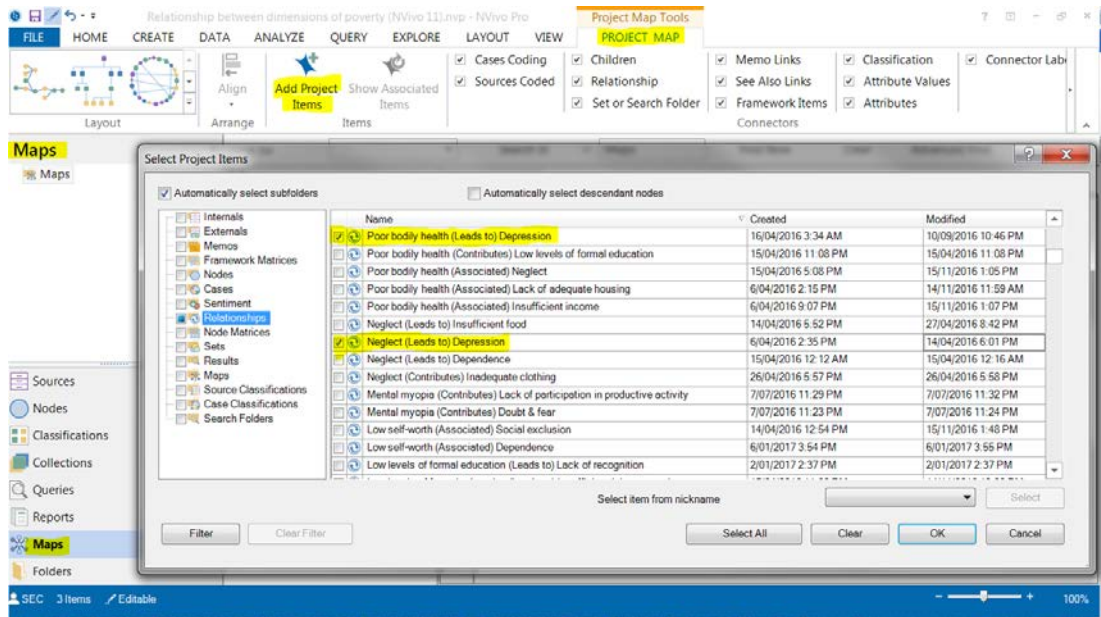 Relationship between dimensions of poverty (NVivo 11).nvp - NVivo Pro
Project Map Tools
FILE HOME CREATE DATA ANALYZE QUERY EXPLORE LAYOUT VIEW PROJECT MAP
Align
Add Project Items
Show Associated Items
Cases Coding
Sources Coded
Children
Relationship
Set or Search Folder
Memo Links
See Also Links
Framework Items
Classification
Attribute Values
Attributes
Connector Lab
Layout Arrange Items Connectors
Maps
Maps
Select Project Items
Automatically select subfolders Automatically select descendant nodes
Internals
Externals
Memos
Framework Matrices
Nodes
Cases
Sentiment
Relationships
Node Matrices
Sets
Results
Maps
Source Classifications
Case Classifications
Search Folders
Name Created Modified
Poor bodily health (Leads to) Depression 16/04/2016 3:34 AM 10/09/2016 10:46 PM
Poor bodily health (Contributes) Low levels of formal education 15/04/2016 11:08 PM 15/04/2016 11:08 PM
Poor bodily health (Associated) Neglect 15/04/2016 5:08 PM 15/11/2016 1:05 PM
Poor bodily health (Associated) Lack of adequate housing 6/04/2016 2:15 PM 14/11/2016 11:59 AM
Poor bodily health (Associated) Insufficient income 6/04/2016 9:07 PM 15/11/2016 1:07 PM
Neglect (Leads to) Insufficient food 14/04/2016 5:52 PM 27/04/2016 8:42 PM
Neglect (Leads to) Depression 6/04/2016 2:35 PM 14/04/2016 6:01 PM
Neglect (Leads to) Dependence 15/04/2016 12:12 AM 15/04/2016 12:16 AM
Neglect (Contributes) Inadequate clothing 26/04/2016 5:57 PM 26/04/2016 5:58 PM
Mental myopia (Contributes) Lack of participation in productive activity 7/07/2016 11:29 PM 7/07/2016 11:32 PM
Mental myopia (Contributes) Doubt & fear 7/07/2016 11:23 PM 7/07/2016 11:24 PM
Low self-worth (Associated) Social exclusion 14/04/2016 12:54 PM 15/11/2016 1:48 PM
Low self-worth (Associated) Dependence 6/01/2017 3:54 PM 6/01/2017 3:55 PM
Low levels of formal education (Leads to) Lack of recognition 2/01/2017 2:37 PM 2/01/2017 2:37 PM
Select item from nickname Select
Filter Clear Filter Select All Clear OK Cancel
Sources
Nodes
Classifications
Collections
Queries
Reports
Maps
Folders
SEC 3 Items Editable 100%